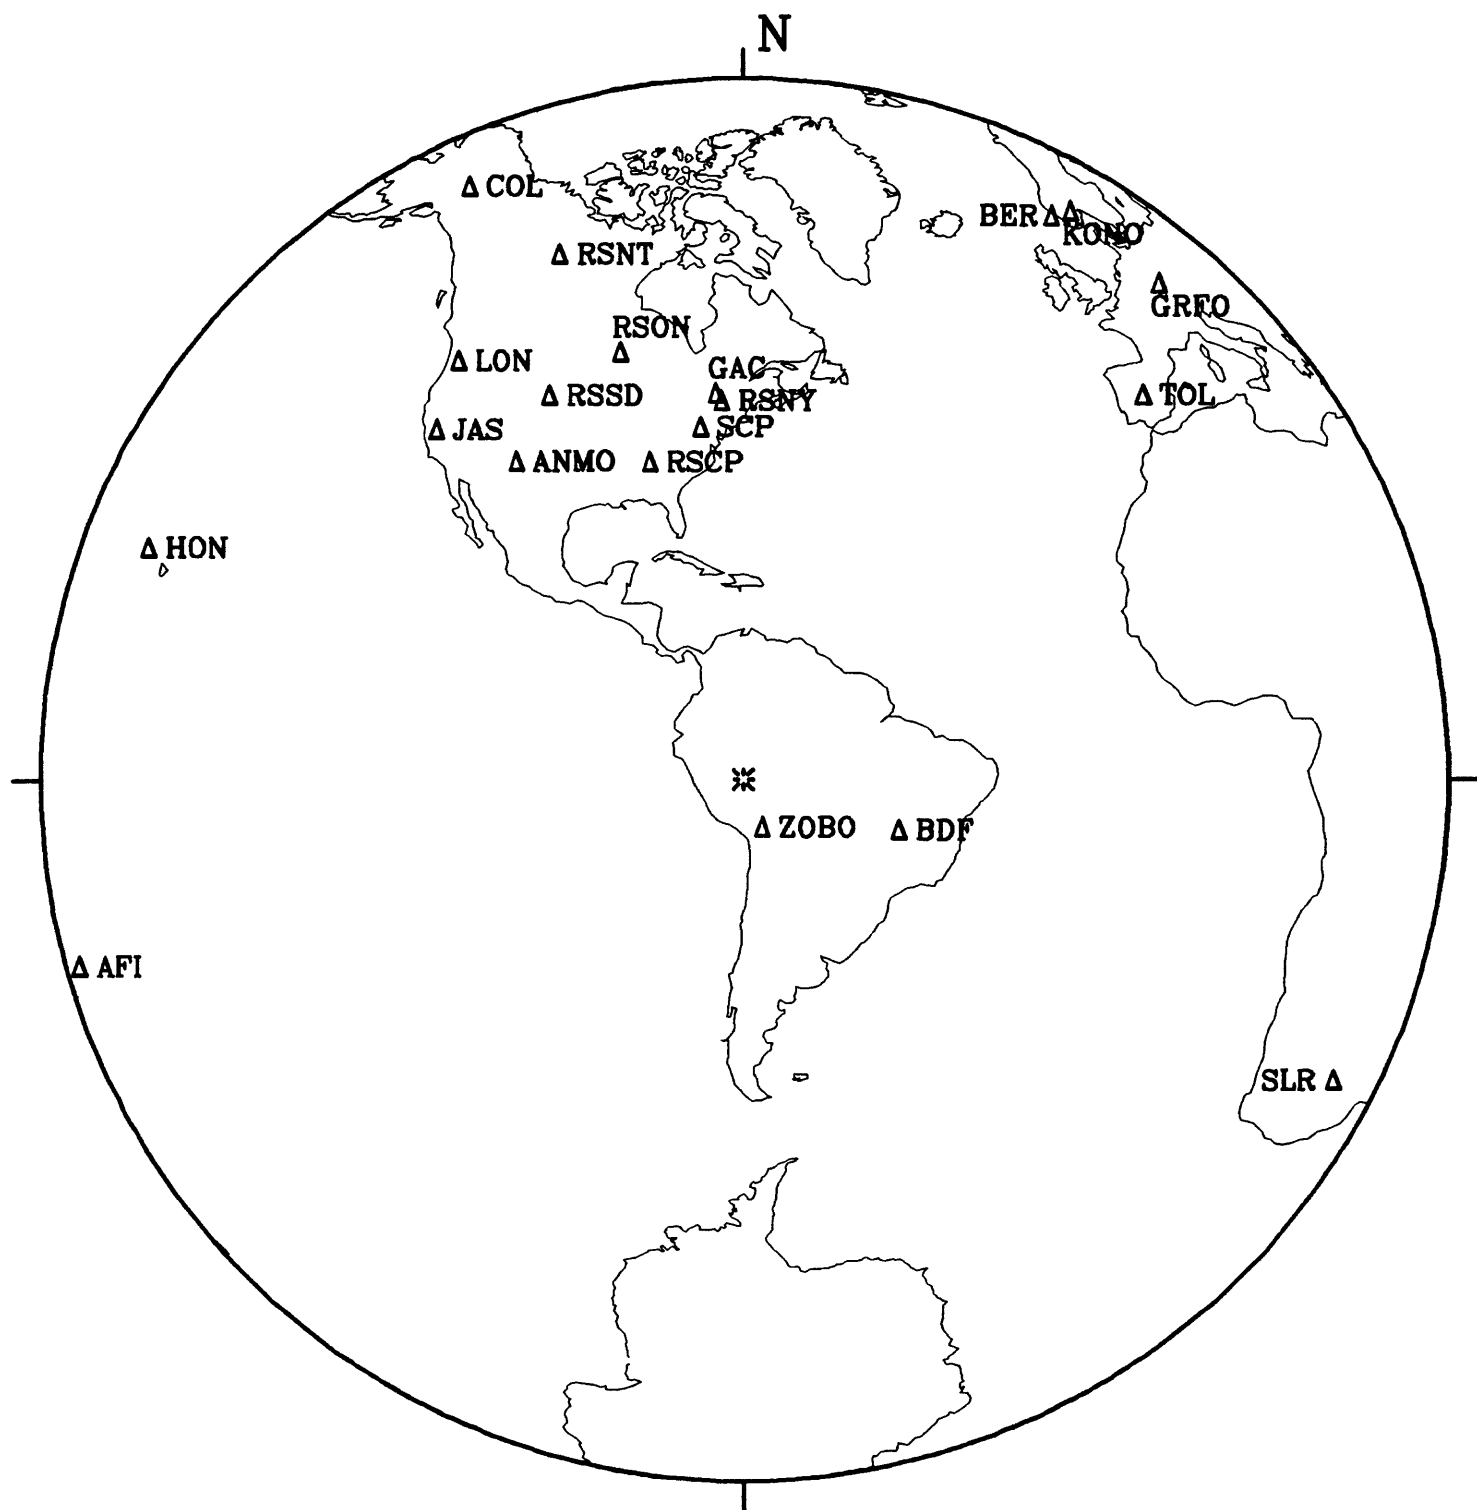 N
COL
BER
KONO
RSNT
GRFO
RSON
LON
GAC
RSSD
RSNY
TOL
JAS
SCP
ANMO
RSCP
HON
ZOBO
BDF
AFI
SLR